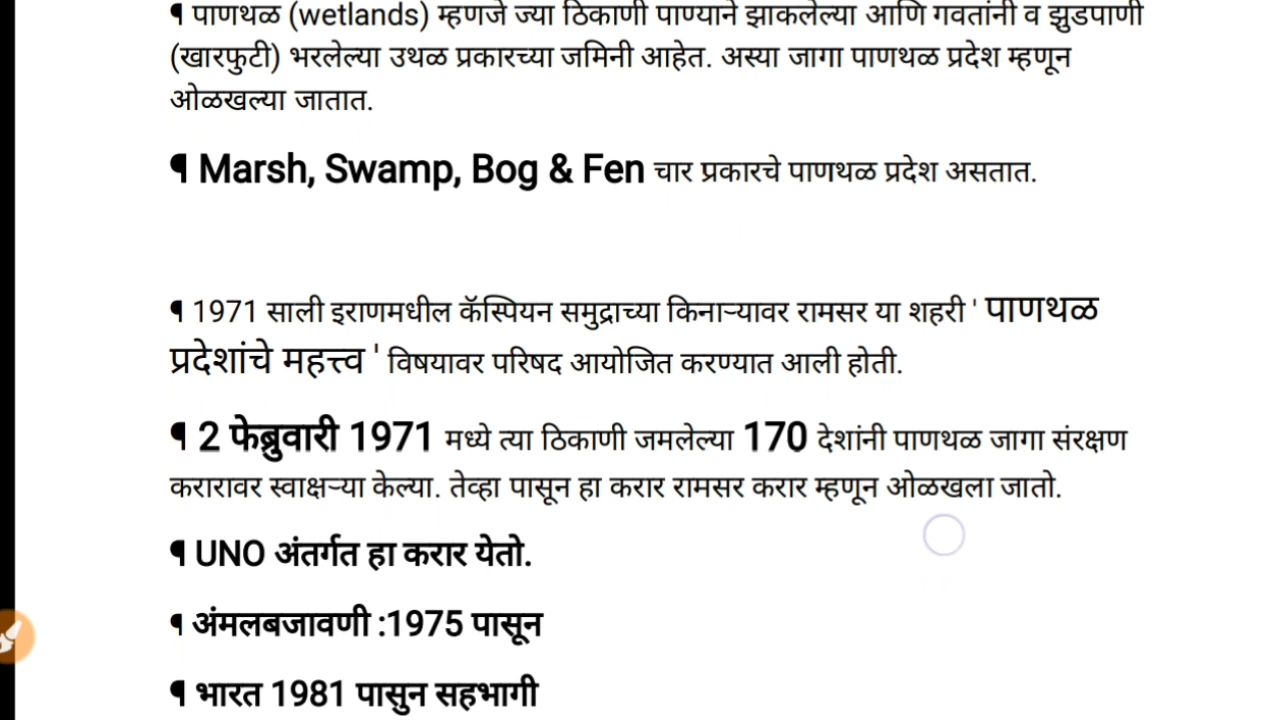 ¶ पाणथळ (wetlands) म्हणजे ज्या ठिकाणी पाण्याने झाकलेल्या आणि गवतांनी व झुडपाणी
(खारफुटी) भरलेल्या उथळ प्रकारच्या जमिनी आहेत. अस्या जागा पाणथळ प्रदेश म्हणून
ओळखल्या जातात.
¶ Marsh, Swamp, Bog & Fen चार प्रकारचे पाणथळ प्रदेश असतात.
¶ 1971 साली इराणमधील कॅस्पियन समुद्राच्या किनाऱ्यावर रामसर या शहरी ' पाणथळ
प्रदेशांचे महत्त्व ' विषयावर परिषद आयोजित करण्यात आली होती.
¶ 2 फेब्रुवारी 1971 मध्ये त्या ठिकाणी जमलेल्या 170 देशांनी पाणथळ जागा संरक्षण
करारावर स्वाक्षऱ्या केल्या. तेव्हा पासून हा करार रामसर करार म्हणून ओळखला जातो.
¶ UNO अंतर्गत हा करार येतो.
¶ अंमलबजावणी :1975 पासून
¶ भारत 1981 पासुन सहभागी